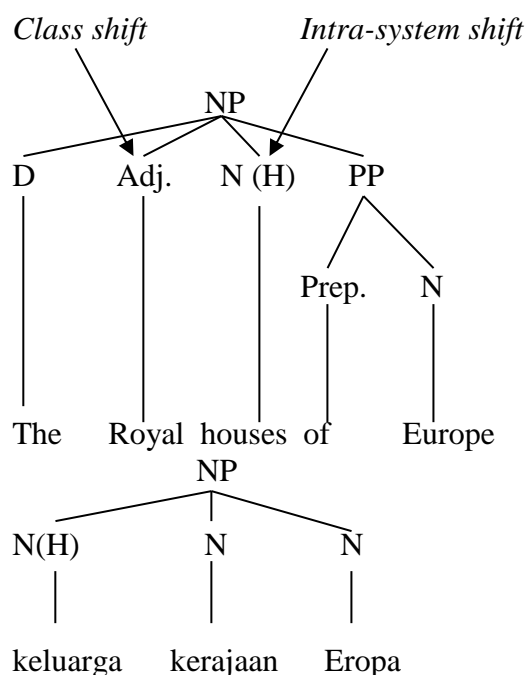 Class shift Intra-system shift
NP
D Adj. N (H) PP
Prep. N
The Royal houses of Europe
NP
N(H) N N
keluarga kerajaan Eropa